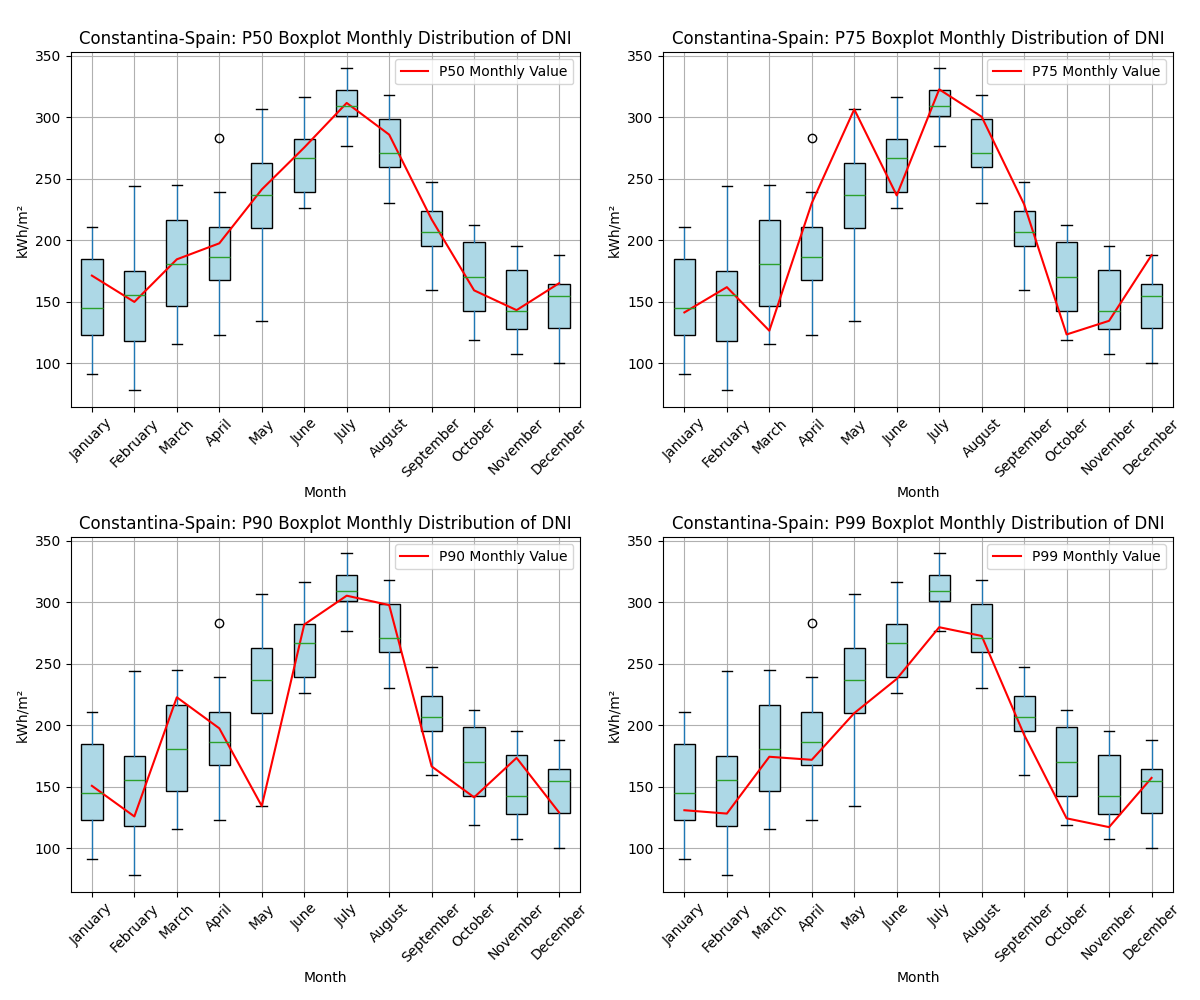 Constantina-Spain: P50 Boxplot Monthly Distribution of DNI
350
300
250
200
150
100
kWh/m²
P50 Monthly Value
January
February
March
April
May
June
July
August
September
October
November
December
Month
Constantina-Spain: P75 Boxplot Monthly Distribution of DNI
350
300
250
200
150
100
kWh/m²
P75 Monthly Value
January
February
March
April
May
June
July
August
September
October
November
December
Month
Constantina-Spain: P90 Boxplot Monthly Distribution of DNI
350
300
250
200
150
100
kWh/m²
P90 Monthly Value
January
February
March
April
May
June
July
August
September
October
November
December
Month
Constantina-Spain: P99 Boxplot Monthly Distribution of DNI
350
300
250
200
150
100
kWh/m²
P99 Monthly Value
January
February
March
April
May
June
July
August
September
October
November
December
Month